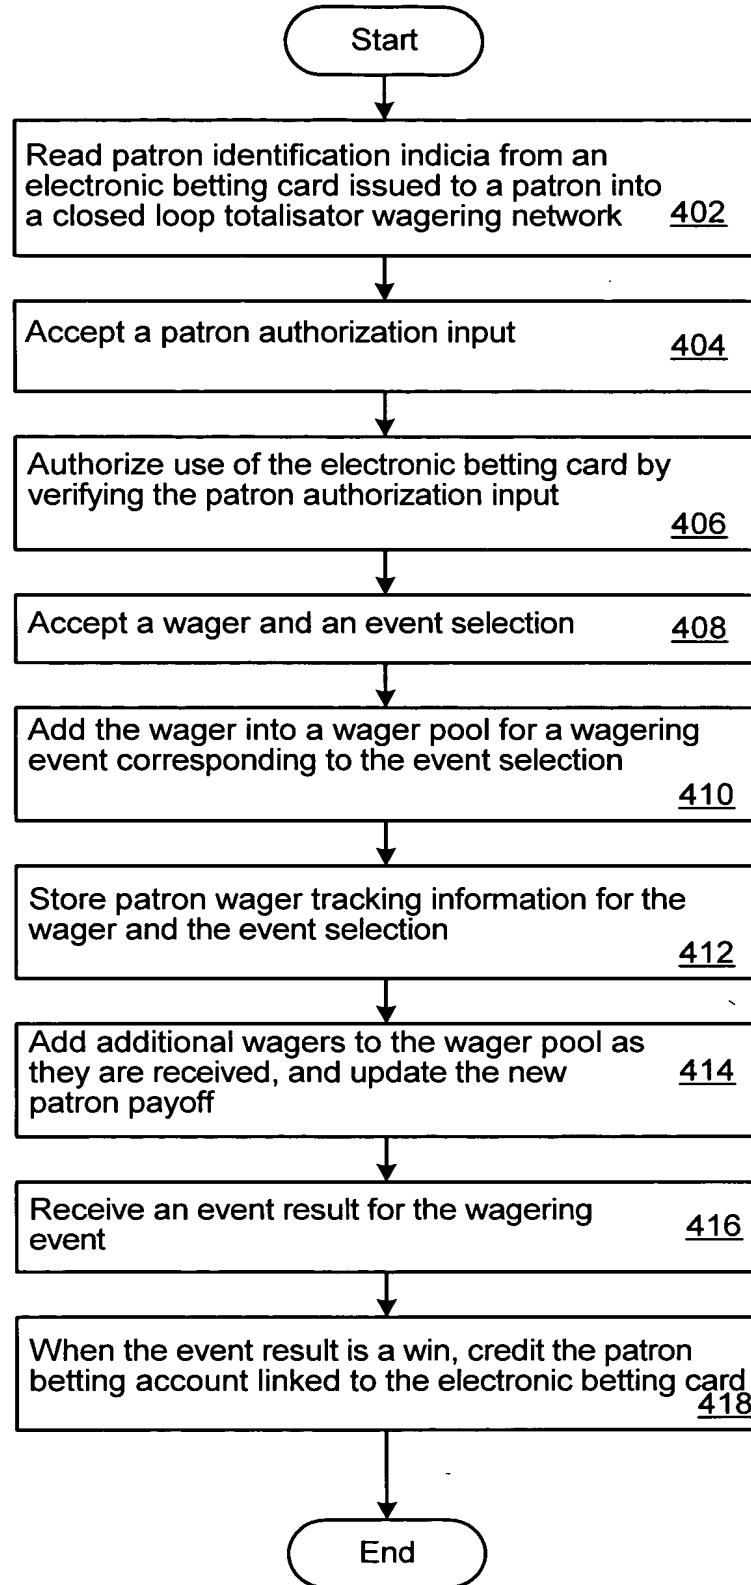 Start
Read patron identification indicia from an
electronic betting card issued to a patron into
a closed loop totalisator wagering network 402
Accept a patron authorization input
404
Authorize use of the electronic betting card by
verifying the patron authorization input
406
Accept a wager and an event selection 408
Add the wager into a wager pool for a wagering
event corresponding to the event selection
410
Store patron wager tracking information for the
wager and the event selection
412
Add additional wagers to the wager pool as
they are received, and update the new 414
patron payoff
Receive an event result for the wagering
event 416
When the event result is a win, credit the patron
betting account linked to the electronic betting card
418
End